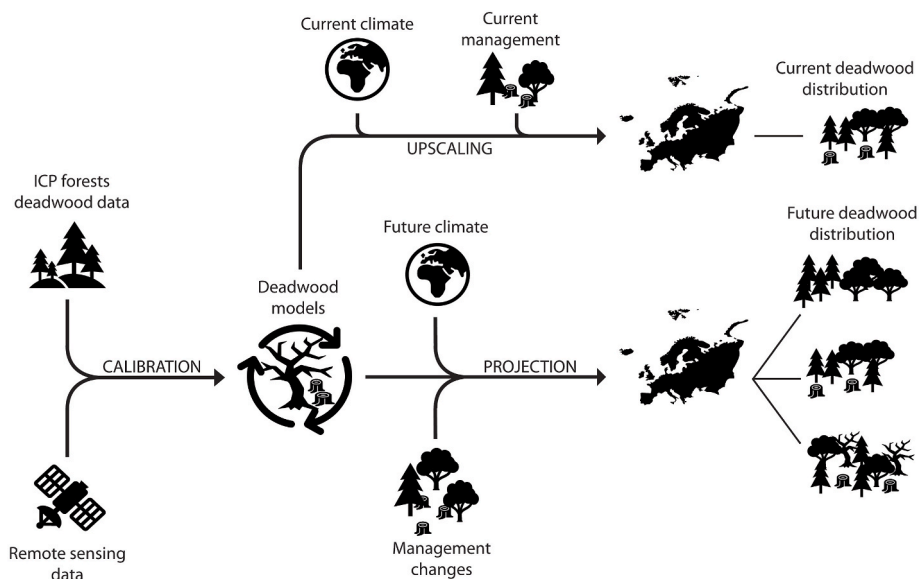 Current climate
Current
management
Current deadwood
distribution
UPSCALING
ICP forests
deadwood data
Future climate
Future deadwood
distribution
Deadwood
models
CALIBRATION
PROJECTION
Remote sensing
data
Management
changes